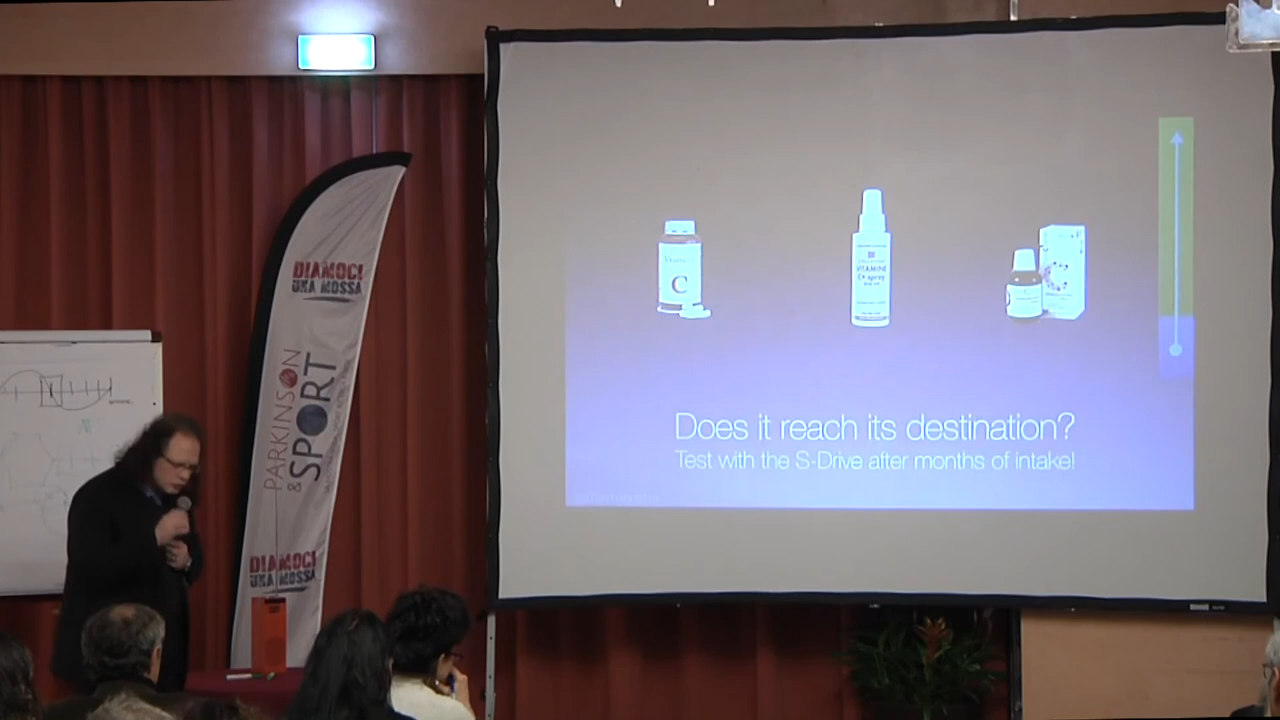 DIAMOCI
UNA MOSSA
PARKINSON
& SPORT
DIAMOCI
UNA MOSSA
C
VITAMINE
C+ spray
C
Does it reach its destination?
Test with the S-Drive after months of intake!